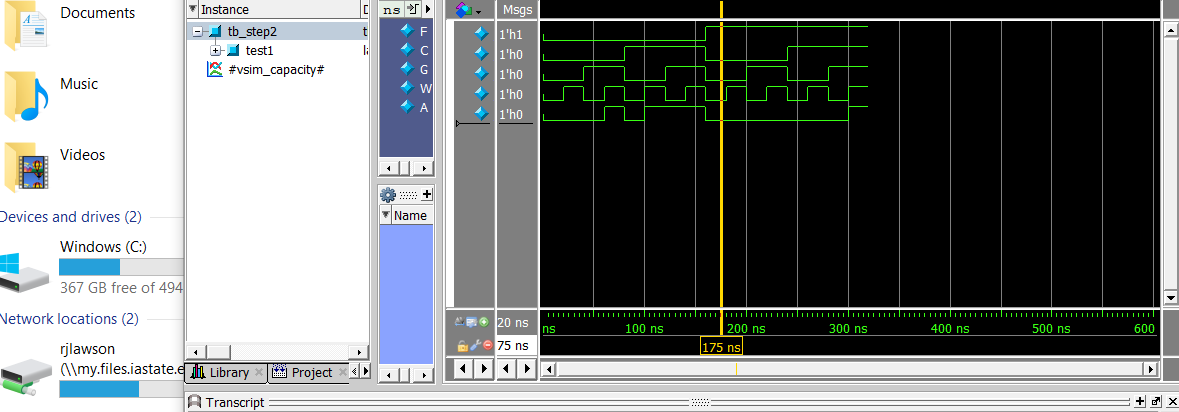 Documents
Music
Videos
Devices and drives (2)
Windows (C:)
367 GB free of 494
Network locations (2)
rjlawson
(\\my.files.iastate.e
Instance
D
tb_step2
t
test1
la
#vsim_capacity#
Library
Project
ns
F
C
G
W
A
Name
Msgs
1'h1
1'h0
1'h0
1'h0
1'h0
20 ns
ns
100 ns
200 ns
300 ns
400 ns
500 ns
600
75 ns
175 ns
Transcript